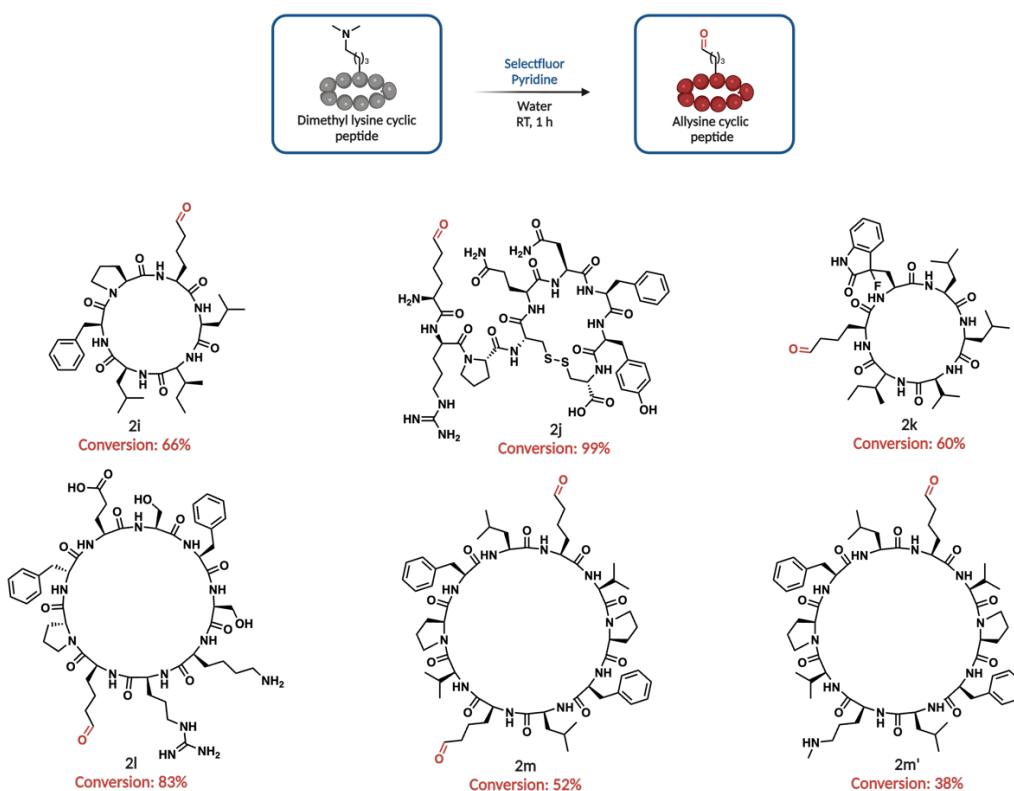 Dimethyl lysine cyclic
peptide
Selectfluor
Pyridine
Water
RT, 1 h
Allysine cyclic
peptide
2i
Conversion: 66%
2j
Conversion: 99%
2k
Conversion: 60%
2l
Conversion: 83%
2m
Conversion: 52%
2m'
Conversion: 38%